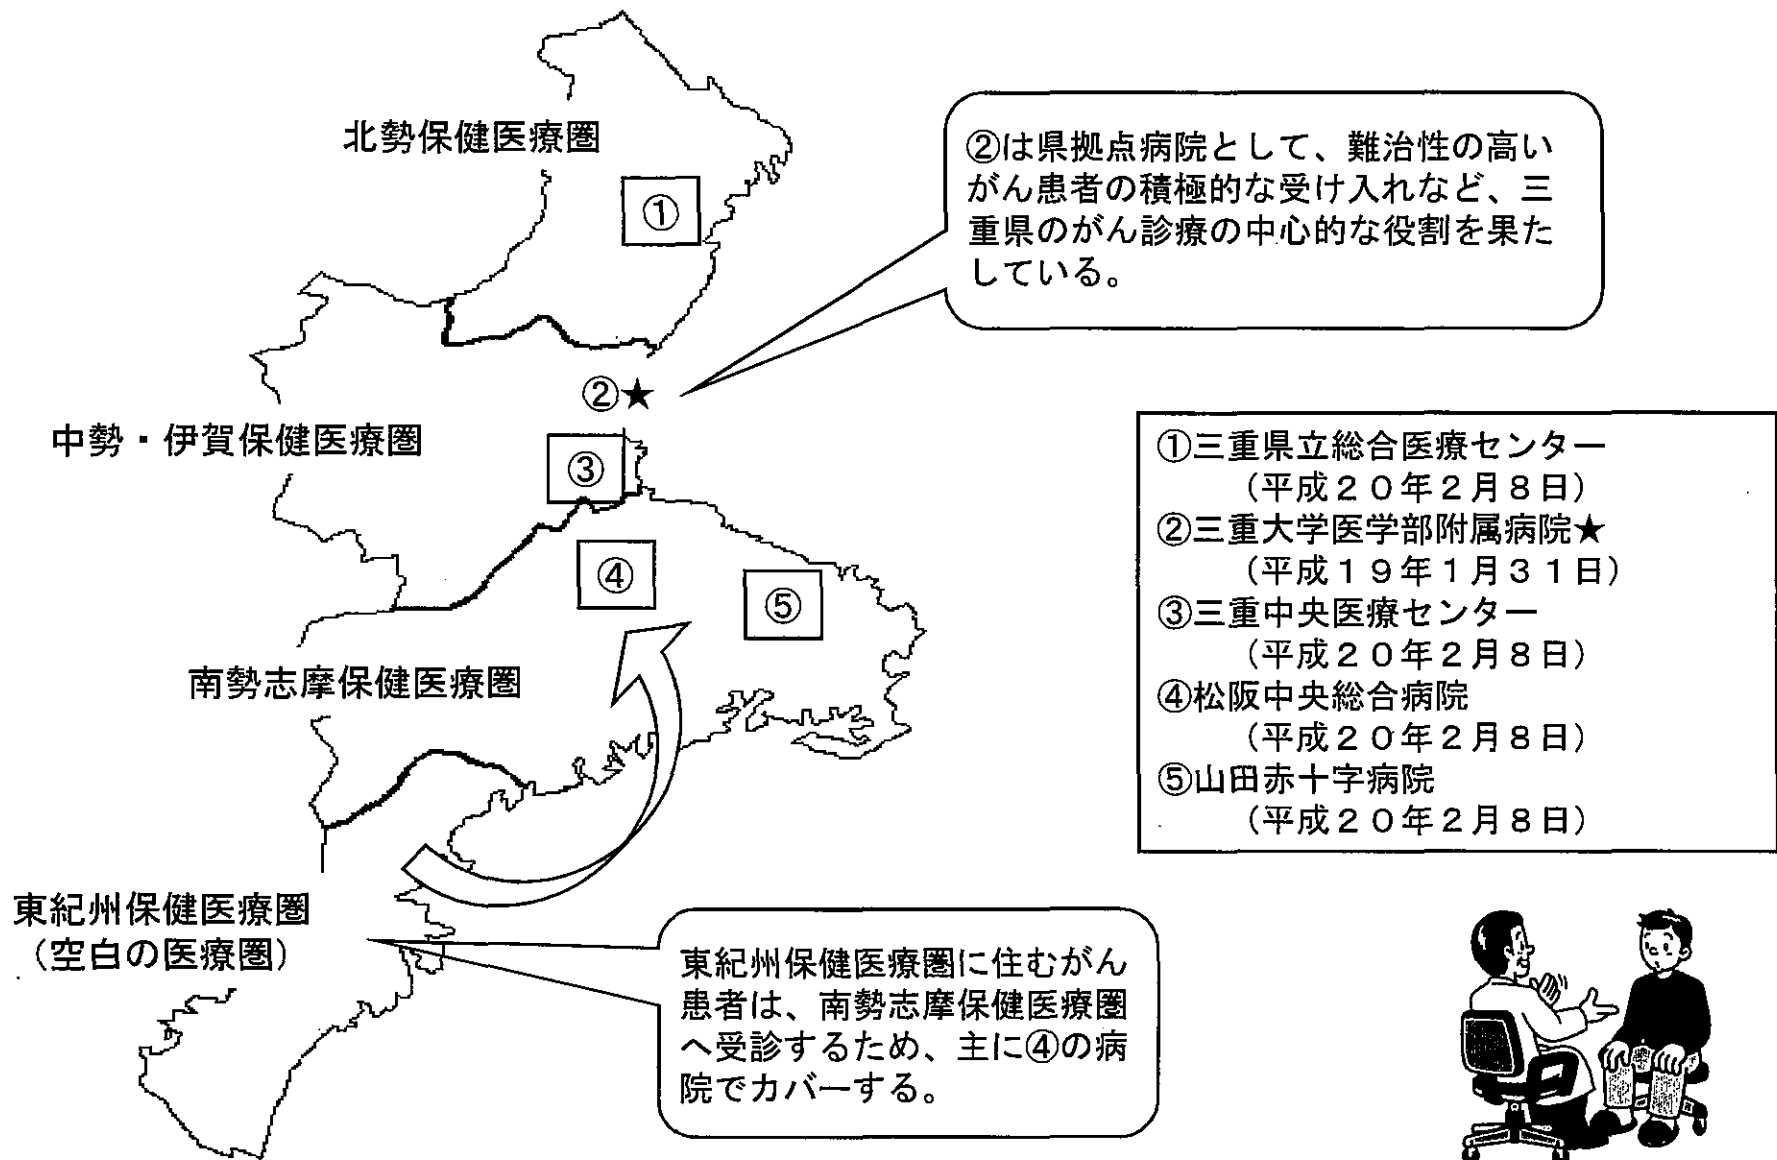 北勢保健医療圏
①
②は県拠点病院として、難治性の高い
がん患者の積極的な受け入れなど、三
重県のがん診療の中心的な役割を果た
している。
②★
中勢・伊賀保健医療圏
③
④
⑤
①三重県立総合医療センター
（平成２０年２月８日）
②三重大学医学部附属病院★
（平成１９年１月３１日）
③三重中央医療センター
（平成２０年２月８日）
④松阪中央総合病院
（平成２０年２月８日）
⑤山田赤十字病院
（平成２０年２月８日）
南勢志摩保健医療圏
東紀州保健医療圏
（空白の医療圏）
東紀州保健医療圏に住むがん
患者は、南勢志摩保健医療圏
へ受診するため、主に④の病
院でカバーする。